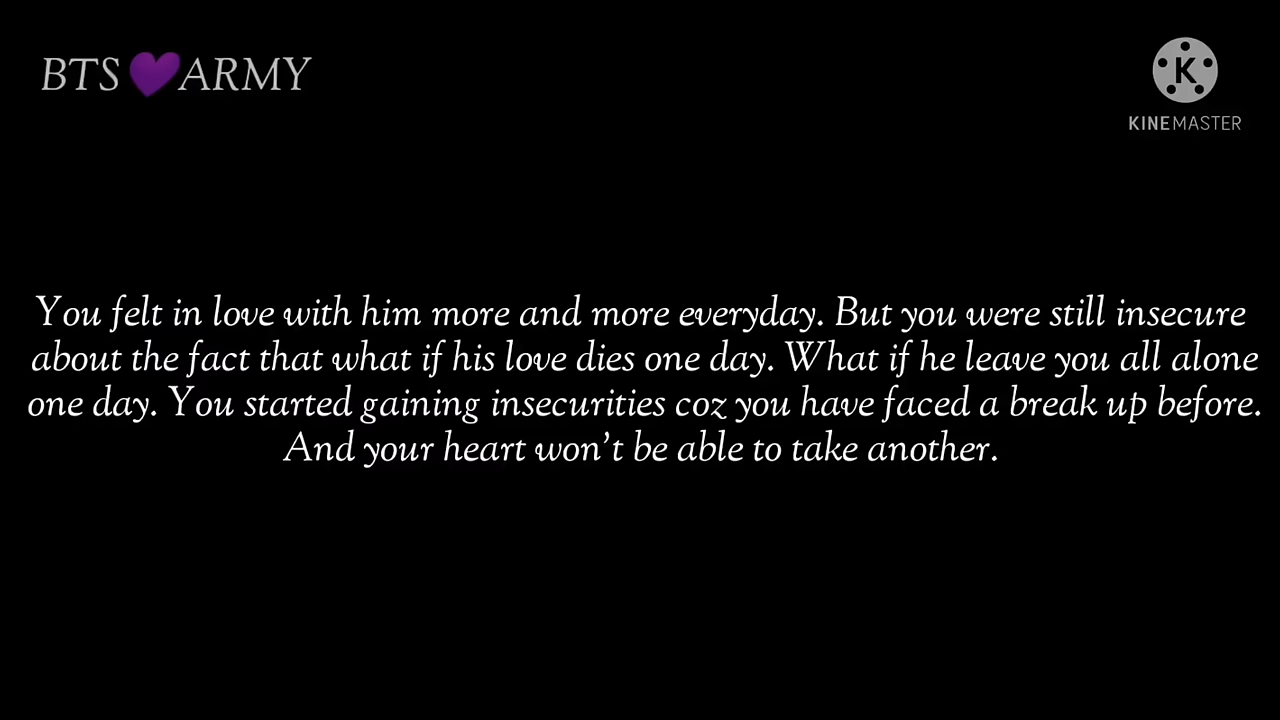 BTS💜ARMY
KINEMASTER
You felt in love with him more and more everyday. But you were still insecure
about the fact that what if his love dies one day. What if he leave you all alone
one day. You started gaining insecurities coz you have faced a break up before.
And your heart won't be able to take another.